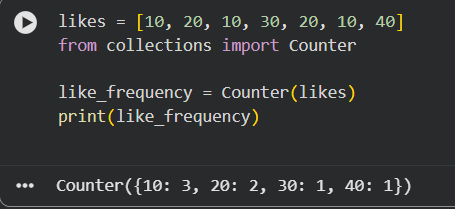 likes = [10, 20, 10, 30, 20, 10, 40]
from collections import Counter
like_frequency = Counter(likes)
print(like_frequency)
Counter({10: 3, 20: 2, 30: 1, 40: 1})